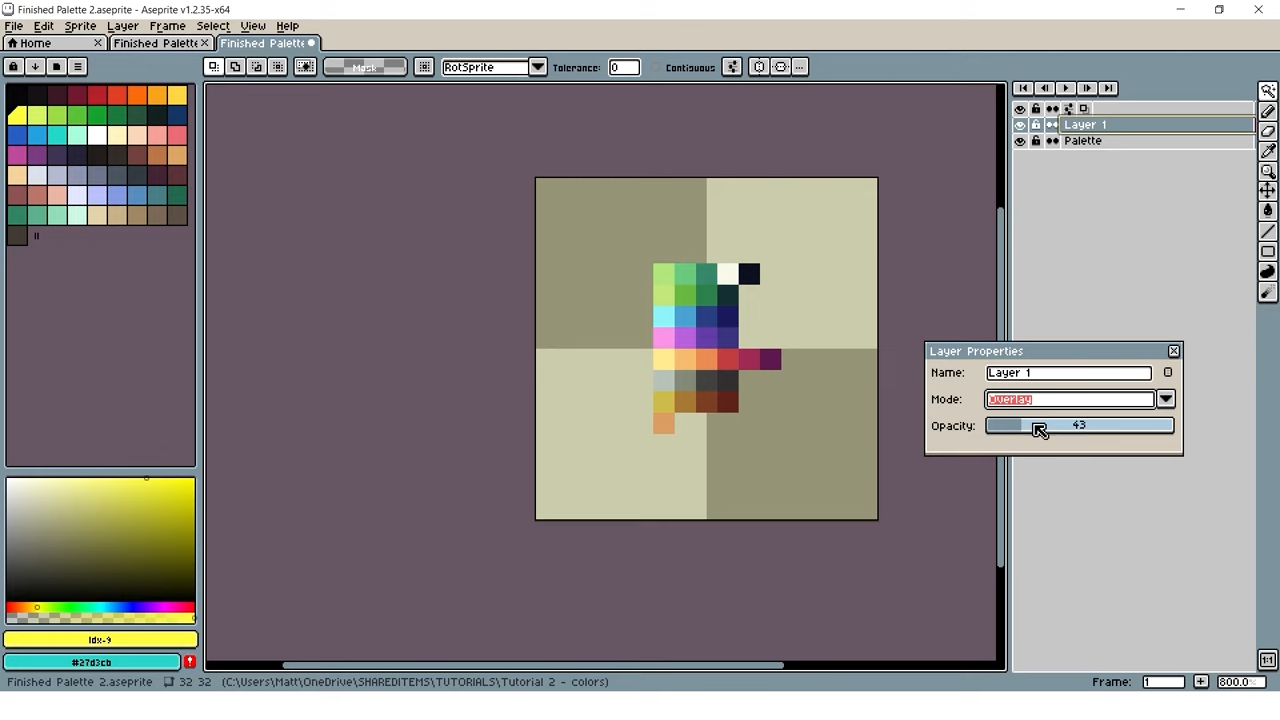 Finished Palette 2.aseprite - Aseprite v1.2.35-x64
File Edit Sprite Layer Frame Select View Help
Home Finished Palette Finished Palette
Mask RotSprite Tolerance: 0 Contiguous
Layer 1
Palette
Layer Properties
Name: Layer 1
Mode: Overlay
Opacity: 43
Idx-9
#27d3cb
1:1
Finished Palette 2.aseprite 32 32 (C:\Users\Matt\OneDrive\SHAREDITEMS\TUTORIALS\Tutorial 2 - colors) Frame: 1 800.0